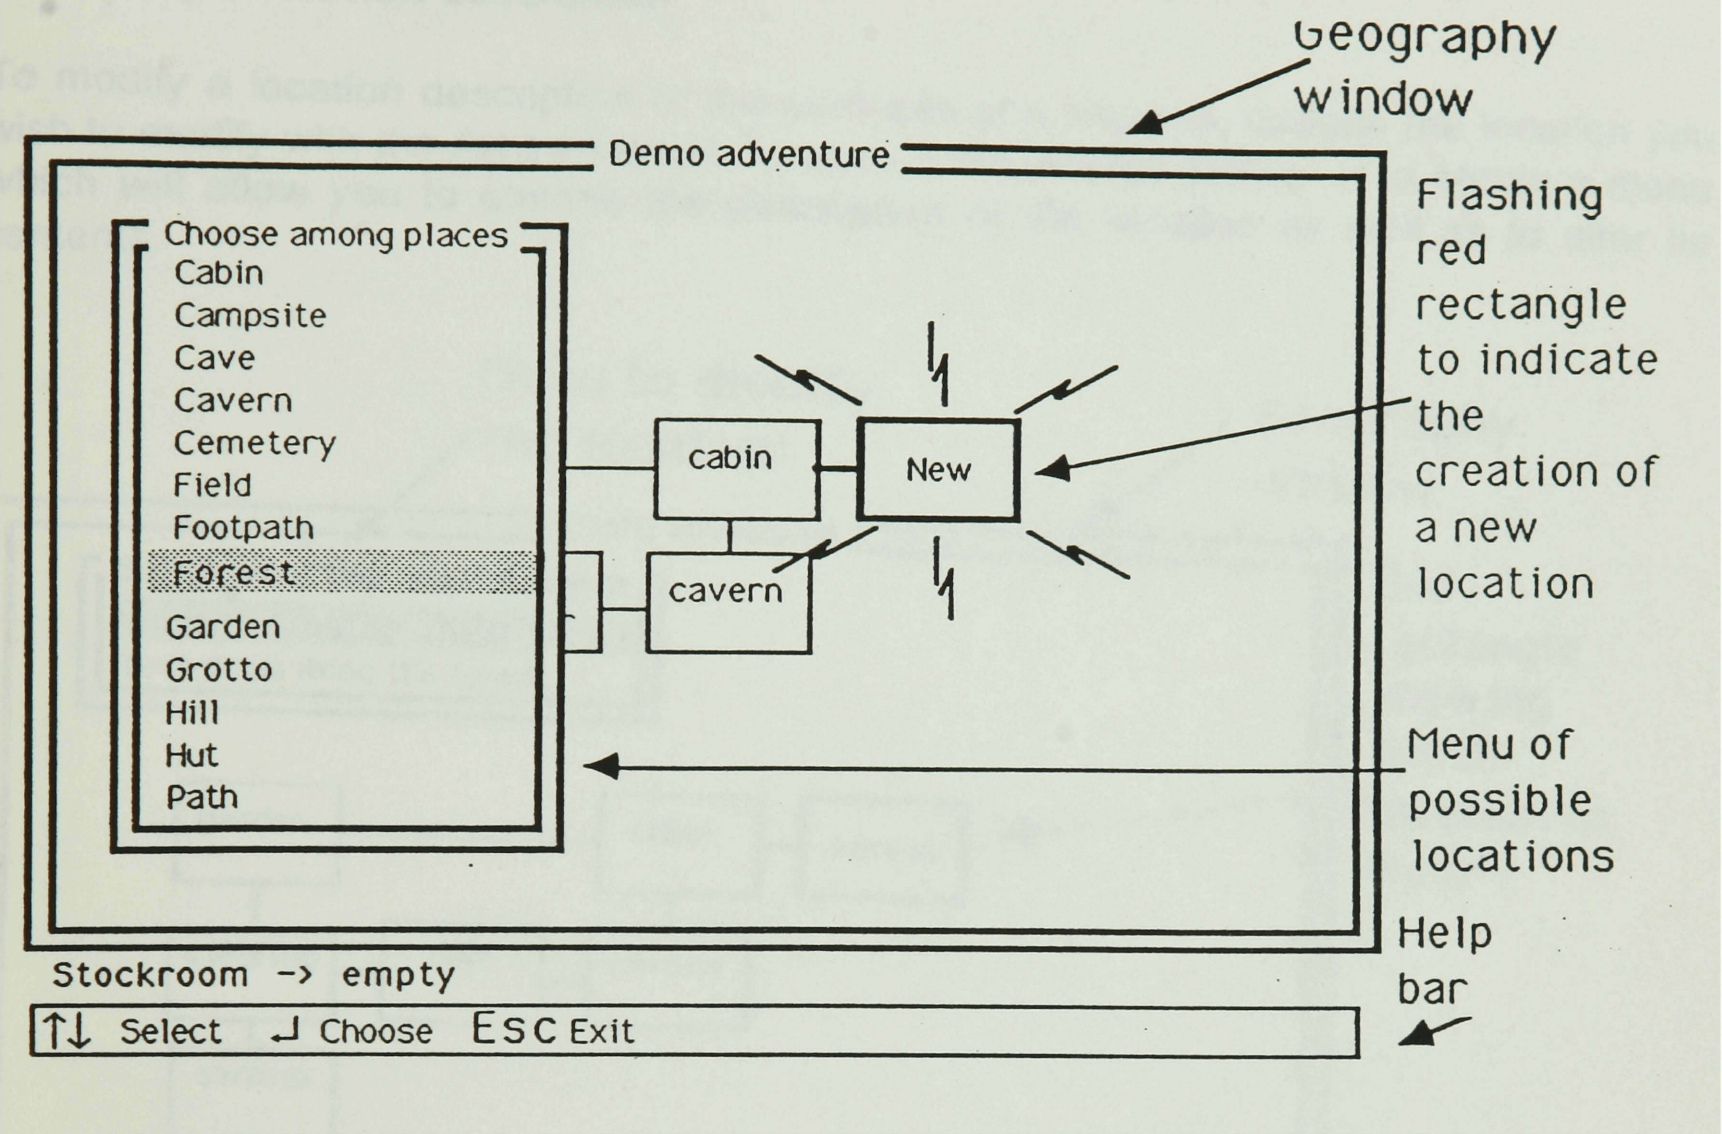 Geography
window
Demo adventure
Choose among places
Cabin
Campsite
Cave
Cavern
Cemetery
Field
Footpath
Forest
Garden
Grotto
Hill
Hut
Path
cabin
New
cavern
Flashing
red
rectangle
to indicate
the
creation of
a new
location
Menu of
possible
locations
Help
bar
Stockroom -> empty
↑↓ Select ↵ Choose ESC Exit